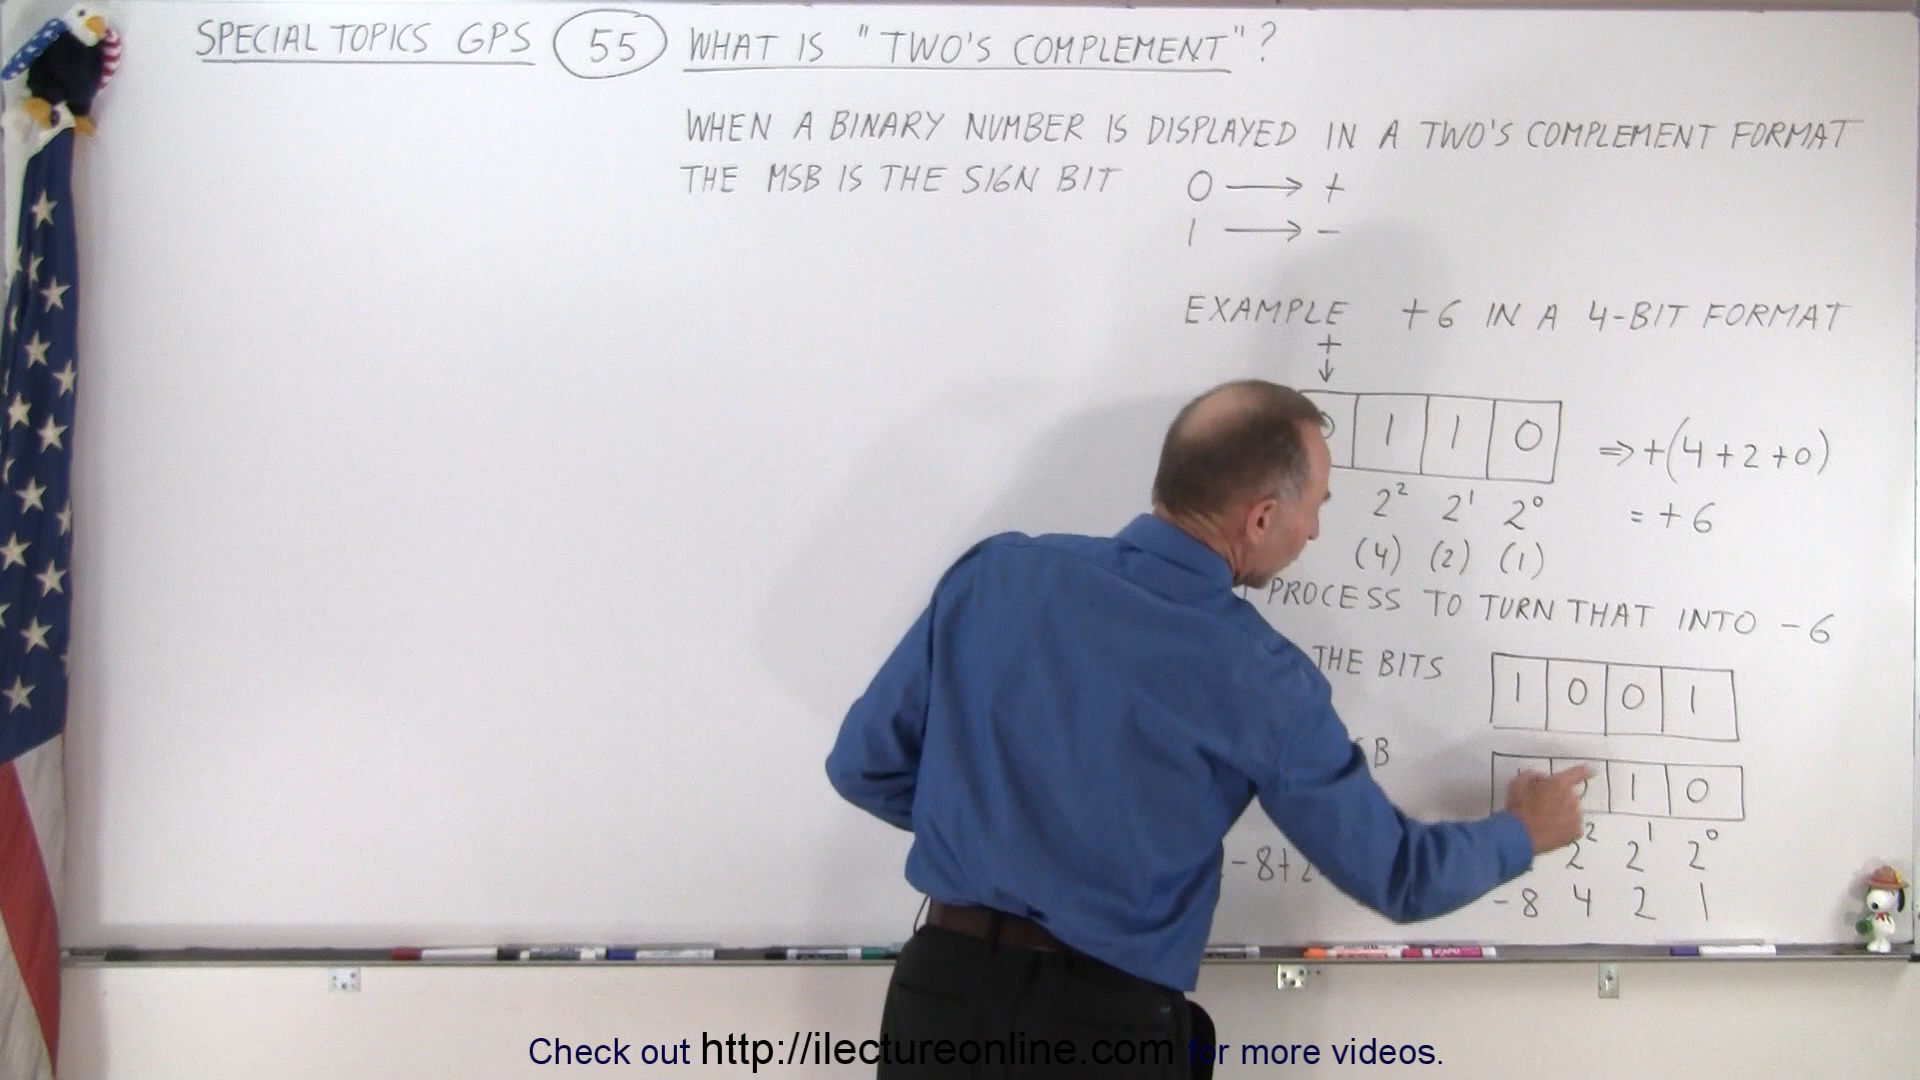 SPECIAL TOPICS GPS 55 WHAT IS "TWO'S COMPLEMENT"?
WHEN A BINARY NUMBER IS DISPLAYED IN A TWO'S COMPLEMENT FORMAT
THE MSB IS THE SIGN BIT 0 → +
1 → -
EXAMPLE +6 IN A 4-BIT FORMAT
+
↓
0 1 1 0 ⇒ +(4+2+0)
2² 2¹ 2⁰ = +6
(4) (2) (1)
PROCESS TO TURN THAT INTO -6
THE BITS 1 0 0 1
B 1 0
2² 2¹ 2⁰
-8+2
-8 4 2 1
EXPO
Check out http://ilectureonline.com for more videos.